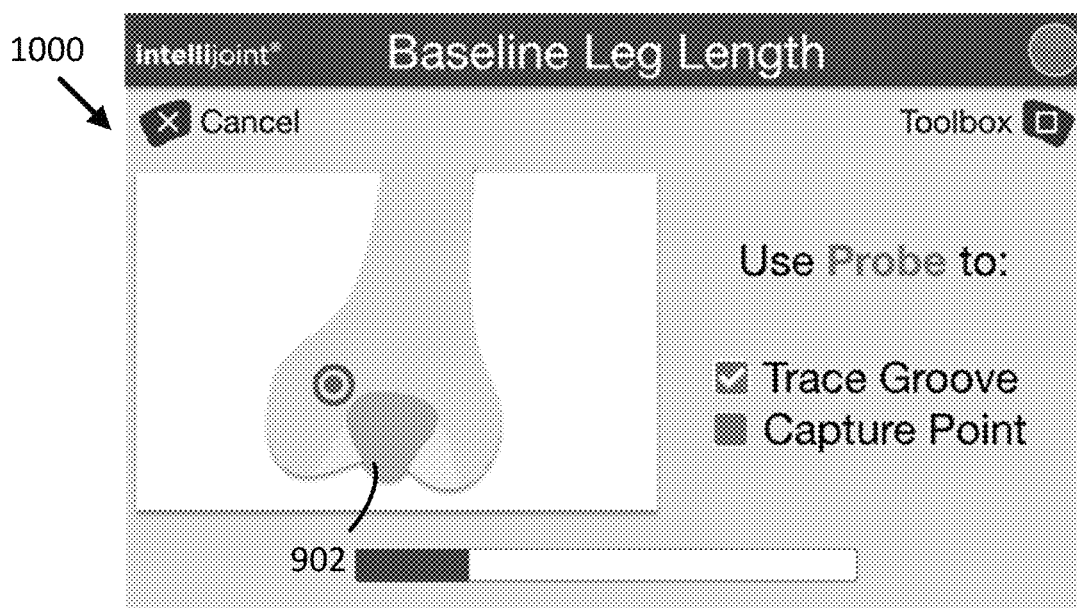 1000
intellijoint®
Baseline Leg Length
Cancel
Toolbox
Use Probe to:
Trace Groove
Capture Point
902